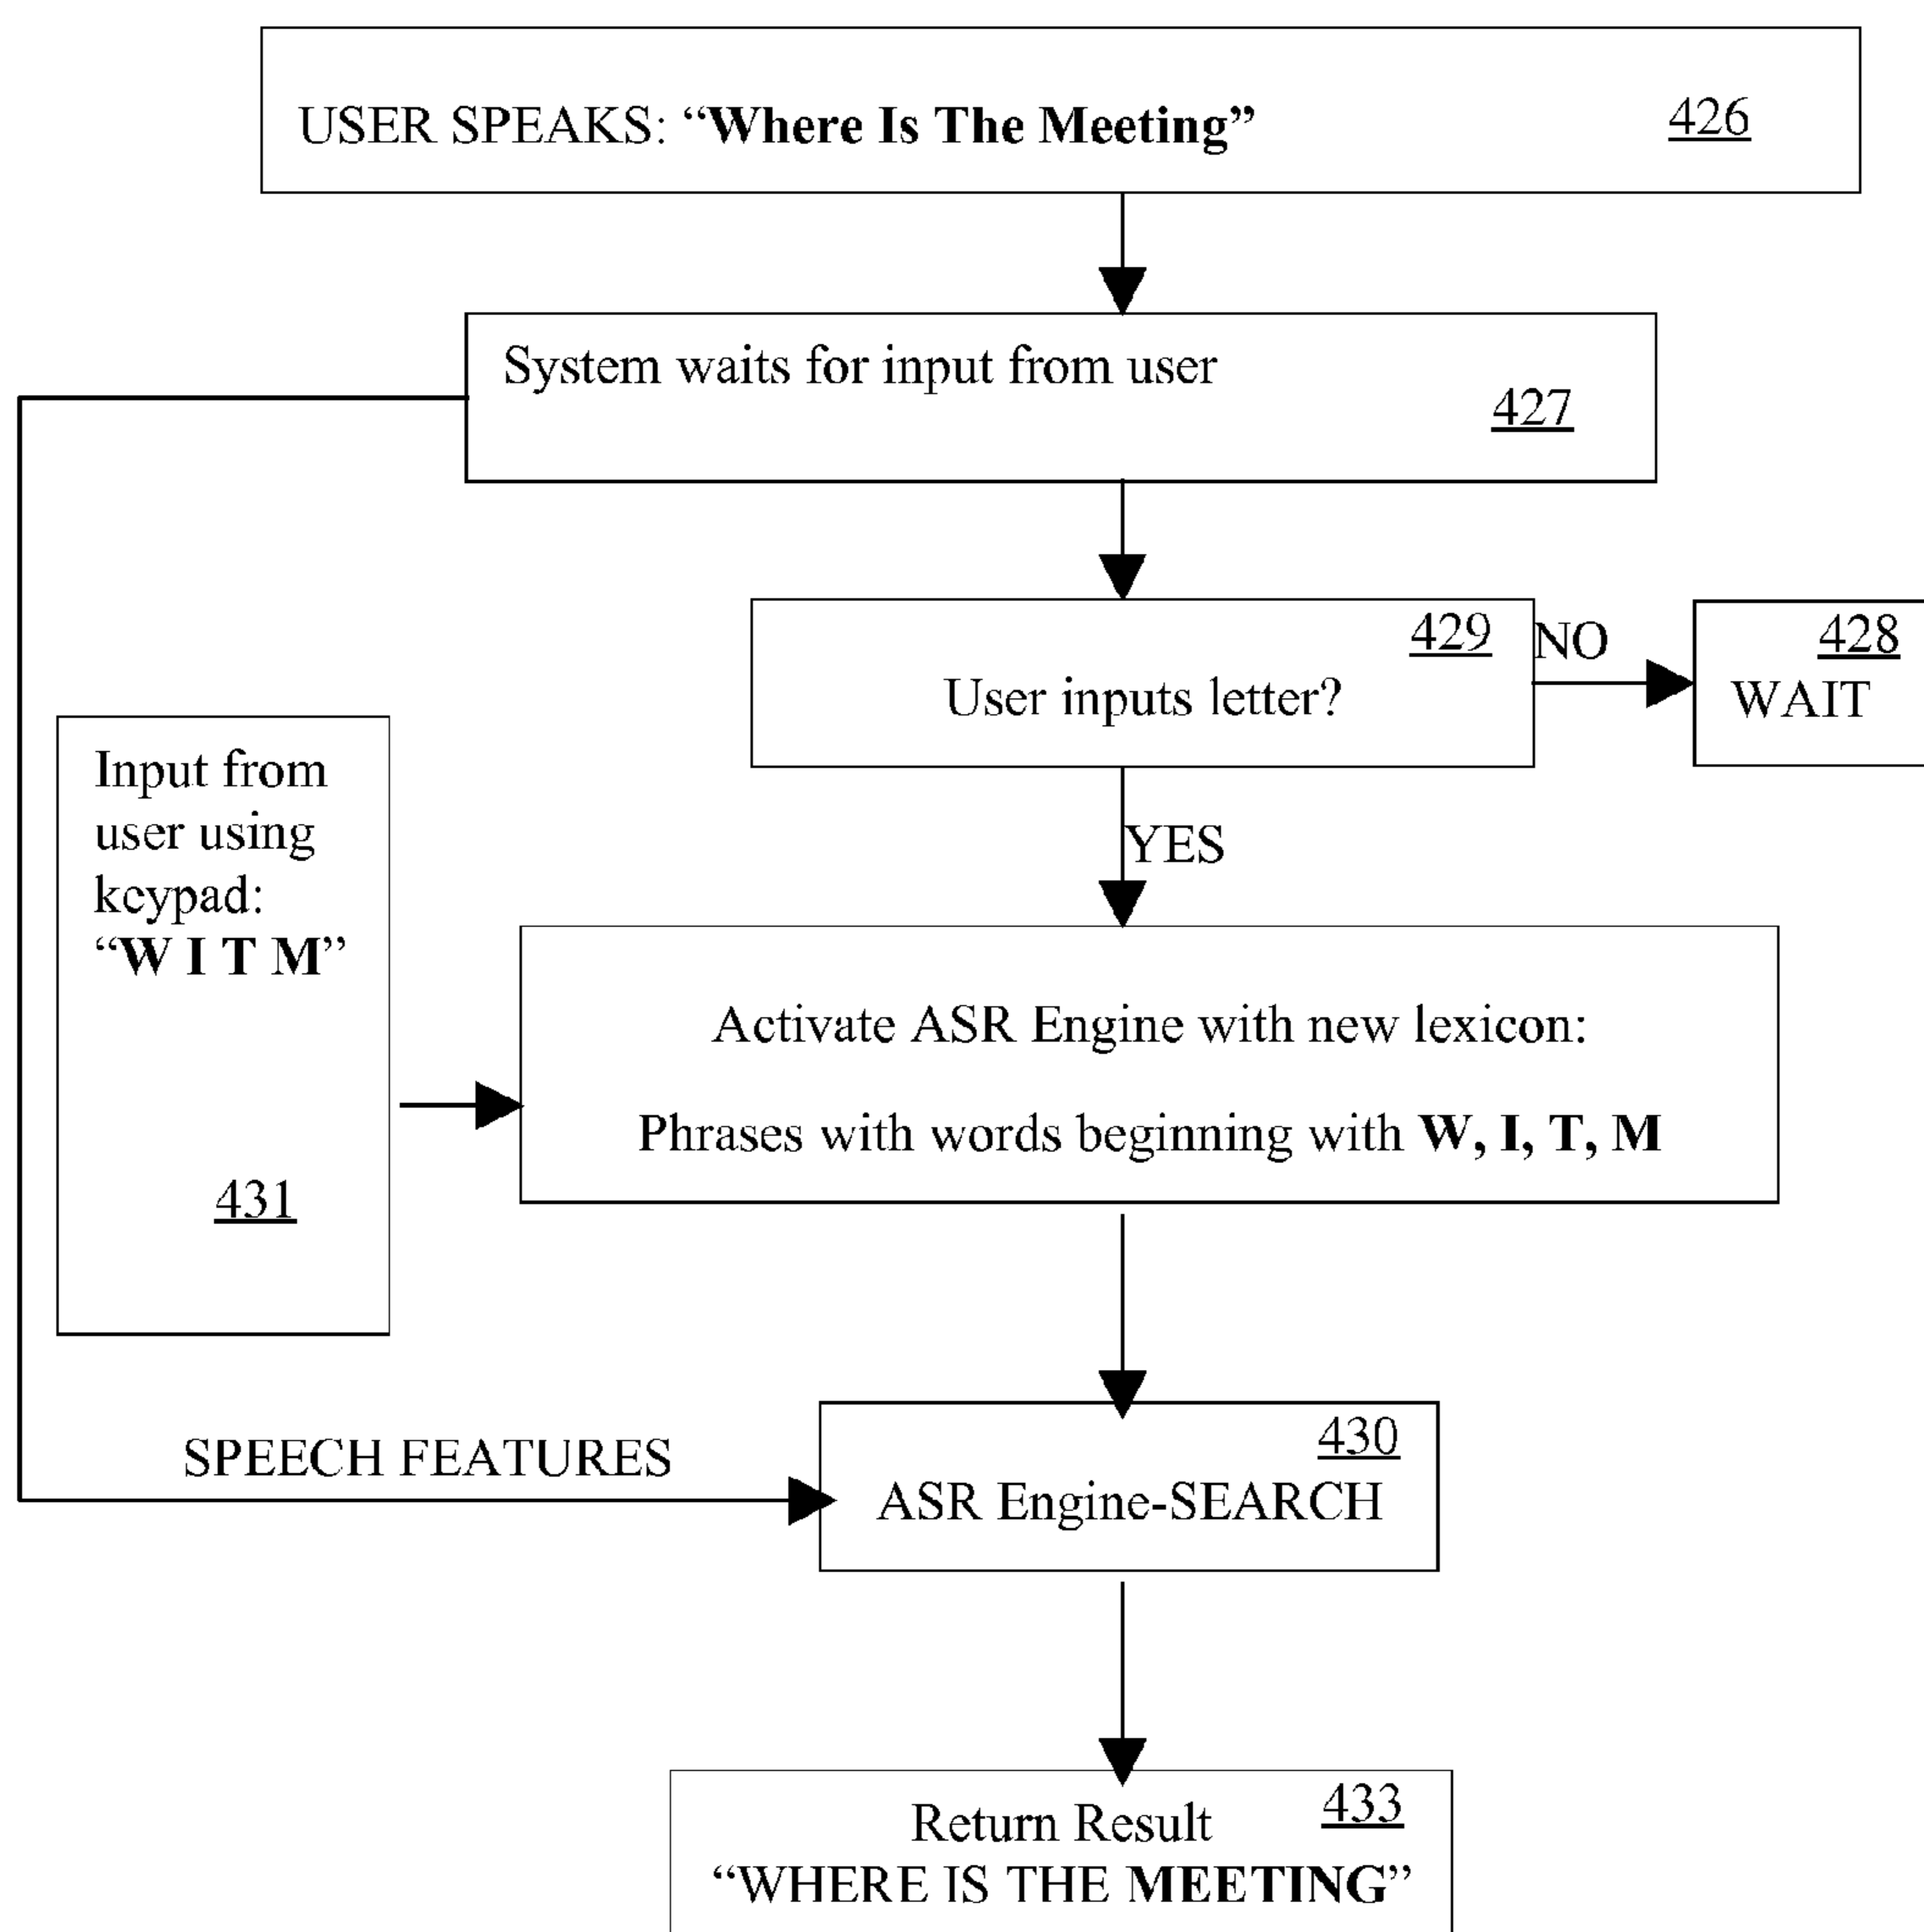 USER SPEAKS: “Where Is The Meeting” 426
System waits for input from user
427
429
User inputs letter?
NO
428
WAIT
YES
Input from
user using
keypad:
“W I T M”
431
Activate ASR Engine with new lexicon:
Phrases with words beginning with W, I, T, M
SPEECH FEATURES
430
ASR Engine-SEARCH
433
Return Result
“WHERE IS THE MEETING”